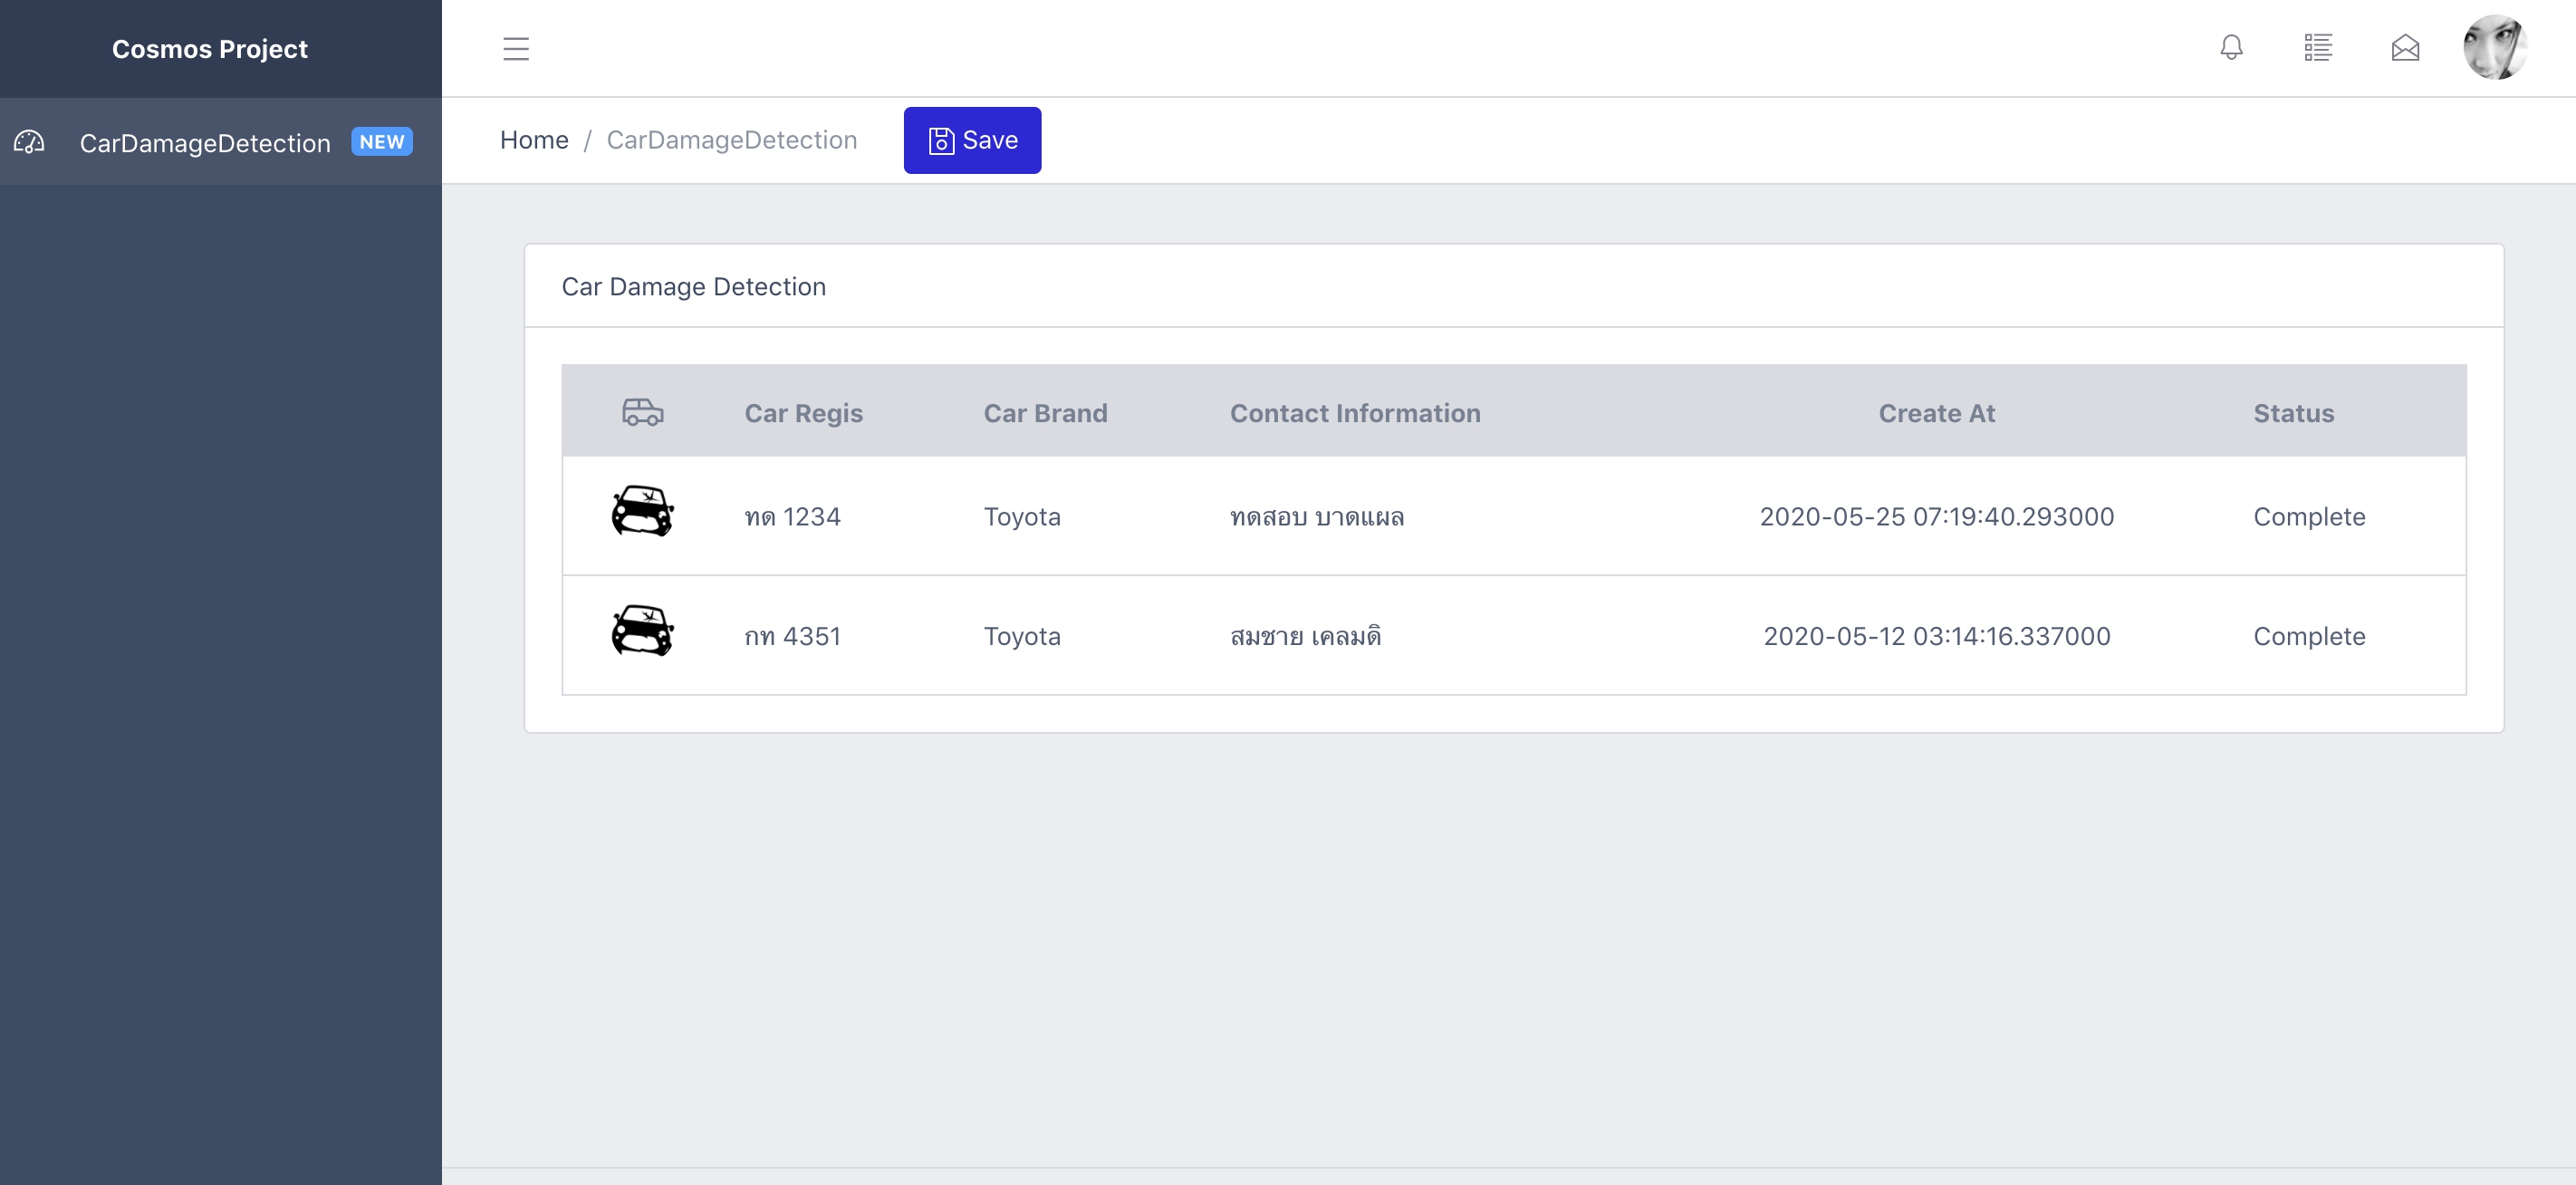 Cosmos Project
CarDamageDetection NEW
Home / CarDamageDetection Save
Car Damage Detection
Car Regis Car Brand Contact Information Create At Status
ทด 1234 Toyota ทดสอบ บาดแผล 2020-05-25 07:19:40.293000 Complete
กท 4351 Toyota สมชาย เคลมดิ 2020-05-12 03:14:16.337000 Complete